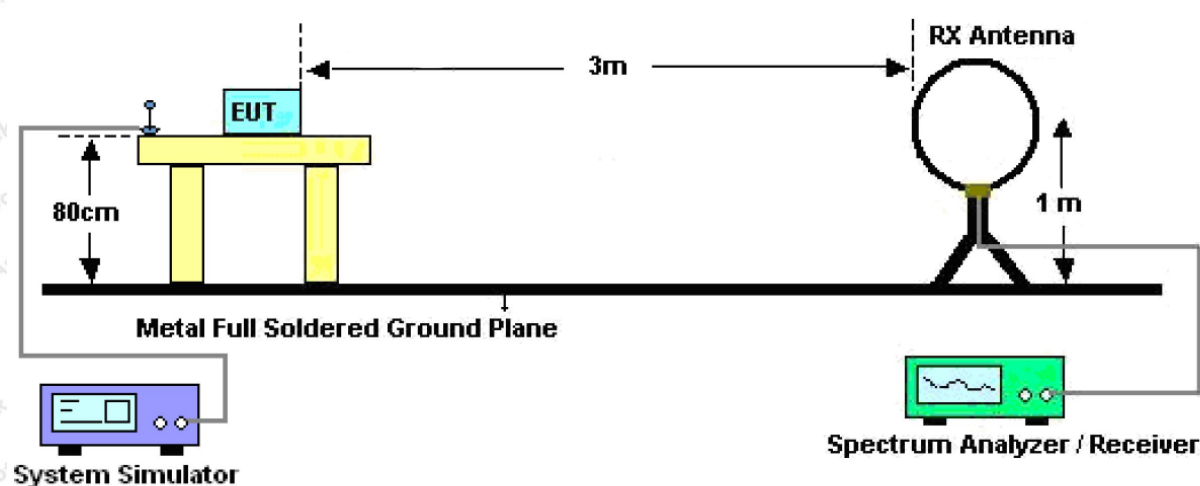 RX Antenna
3m
EUT
80cm
1 m
Metal Full Soldered Ground Plane
Spectrum Analyzer / Receiver
System Simulator